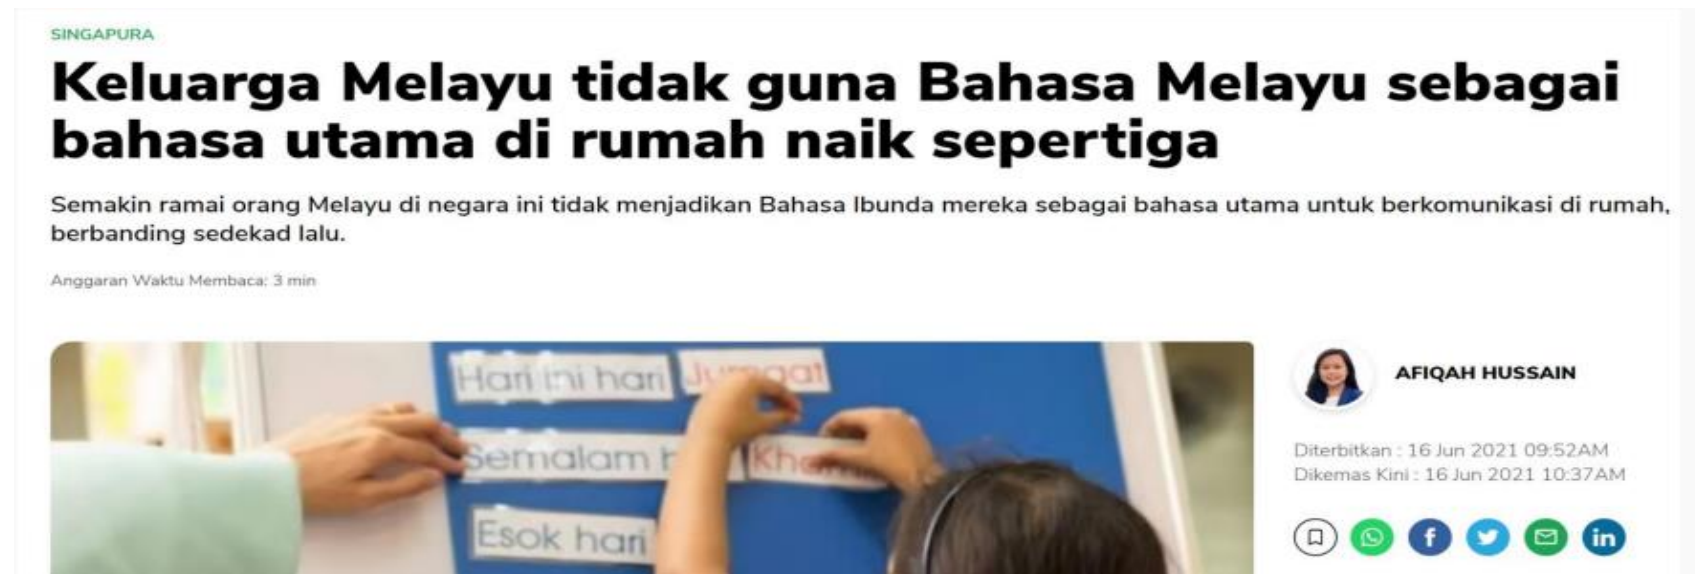 SINGAPURA
Keluarga Melayu tidak guna Bahasa Melayu sebagai
bahasa utama di rumah naik sepertiga
Semakin ramai orang Melayu di negara ini tidak menjadikan Bahasa Ibunda mereka sebagai bahasa utama untuk berkomunikasi di rumah,
berbanding sedekad lalu.
Anggaran Waktu Membaca: 3 min
Hari ini hari
Semalam
Esok hari
AFIQAH HUSSAIN
Diterbitkan : 16 Jun 2021 09:52AM
Dikemas Kini : 16 Jun 2021 10:37AM
f
in